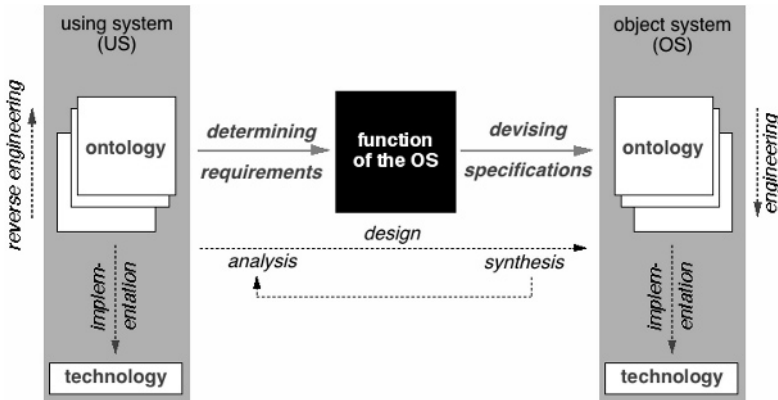 using system
(US)
object system
(OS)
reverse engineering
ontology
determining
requirements
function
of the OS
devising
specifications
ontology
engineering
design
analysis
synthesis
implem-
entation
implem-
entation
technology
technology